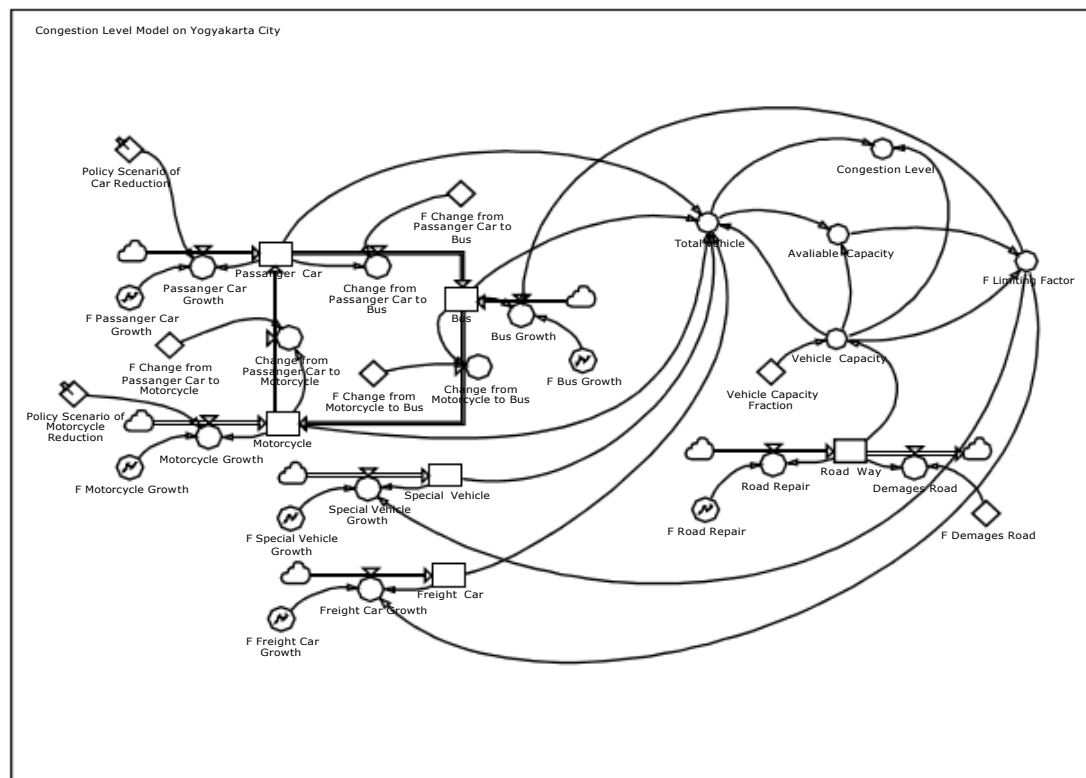 Congestion Level Model on Yogyakarta City
Policy Scenario of
Car Reduction
Congestion Level
F Change from
Passanger Car to
Bus
Total Vehicle
Avaliable Capacity
Passanger Car
F Limiting Factor
Passanger Car
Growth
Change from
Passanger Car to
Bus
F Passanger Car
Growth
Bus
Bus Growth
Change from
Passanger Car to
Motorcycle
Vehicle Capacity
F Change from
Passanger Car to
Motorcycle
F Bus Growth
Change from
Motorcycle to Bus
F Change from
Motorcycle to Bus
Vehicle Capacity
Fraction
Policy Scenario of
Motorcycle
Reduction
Motorcycle
Motorcycle Growth
F Motorcycle Growth
Road Way
Road Repair
Demages Road
Special Vehicle
Special Vehicle
Growth
F Road Repair
F Demages Road
F Special Vehicle
Growth
Freight Car
Freight Car Growth
F Freight Car
Growth